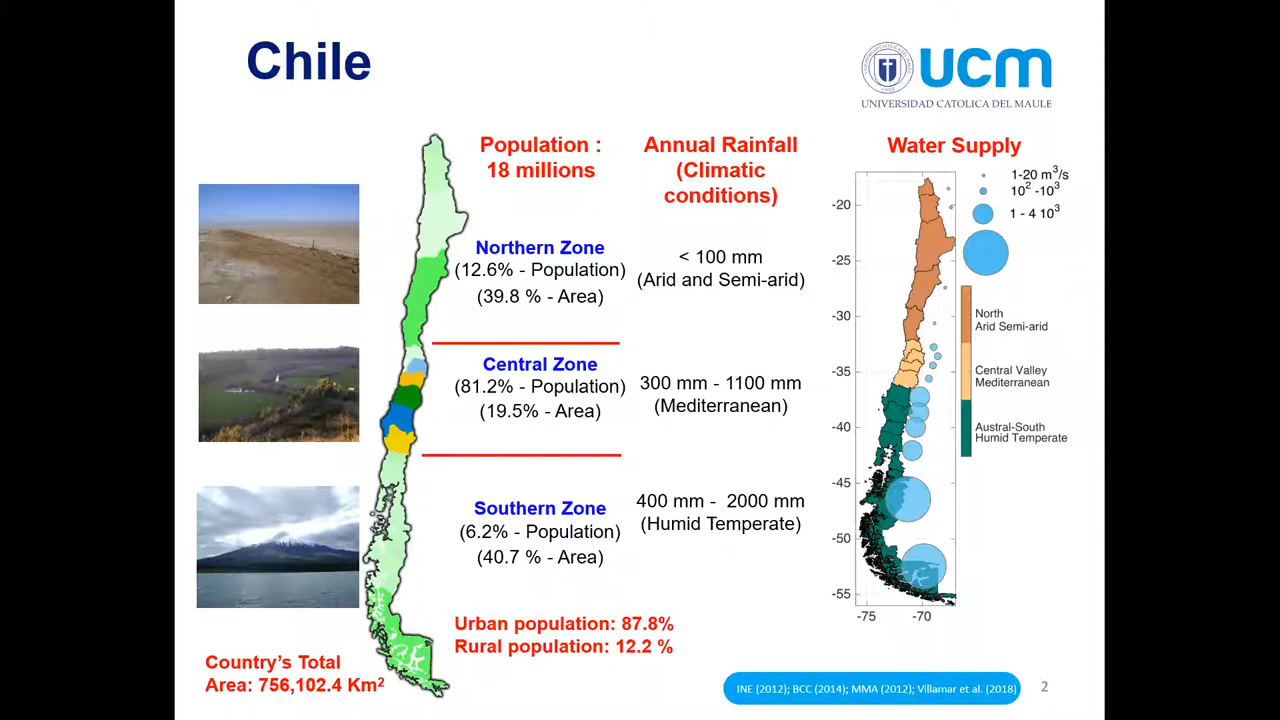 Chile
UCM
UNIVERSIDAD CATOLICA DEL MAULE
Population :
18 millions
Annual Rainfall
(Climatic
conditions)
Water Supply
Northern Zone
(12.6% - Population)
(39.8 % - Area)
< 100 mm
(Arid and Semi-arid)
Central Zone
(81.2% - Population)
(19.5% - Area)
300 mm - 1100 mm
(Mediterranean)
Southern Zone
(6.2% - Population)
(40.7 % - Area)
400 mm - 2000 mm
(Humid Temperate)
1-20 m³/s
10² -10³
1 - 4 10³
-20
-25
-30
-35
-40
-45
-50
-55
-75
-70
North
Arid Semi-arid
Central Valley
Mediterranean
Austral-South
Humid Temperate
Urban population: 87.8%
Rural population: 12.2 %
Country's Total
Area: 756,102.4 Km²
INE (2012); BCC (2014); MMA (2012); Villamar et al. (2018)
2